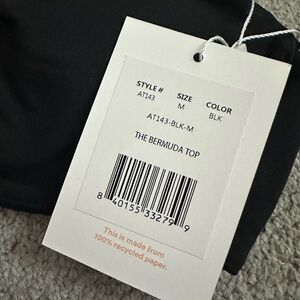 STYLE # SIZE COLOR
AT143 M BLK
AT143-BLK-M
THE BERMUDA TOP
8 40155 33279 9
This is made from
100% recycled paper.